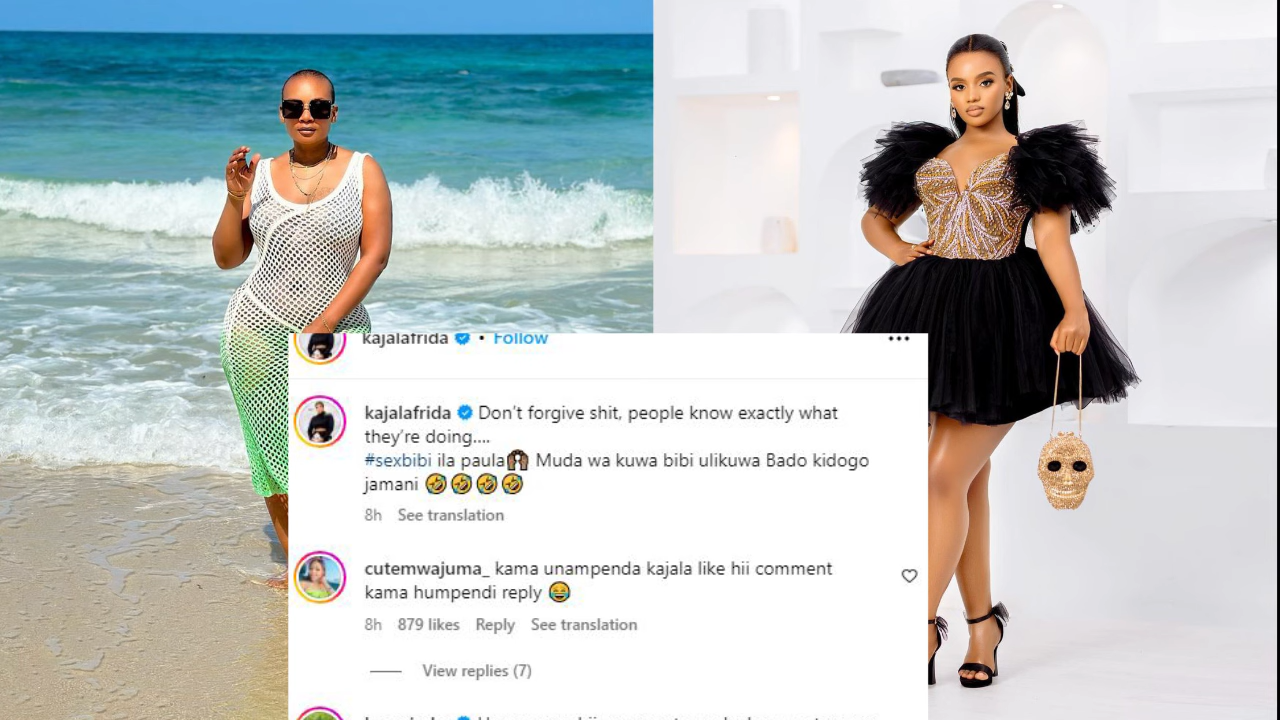 kajalafrida • Follow
kajalafrida Don't forgive shit, people know exactly what
they're doing....
#sexbibi ila paula🙆🏾‍♀️ Muda wa kuwa bibi ulikuwa Bado kidogo
jamani 🤣🤣🤣🤣
8h See translation
cutemwajuma_ kama unampenda kajala like hii comment
kama humpendi reply 😂
8h 879 likes Reply See translation
View replies (7)